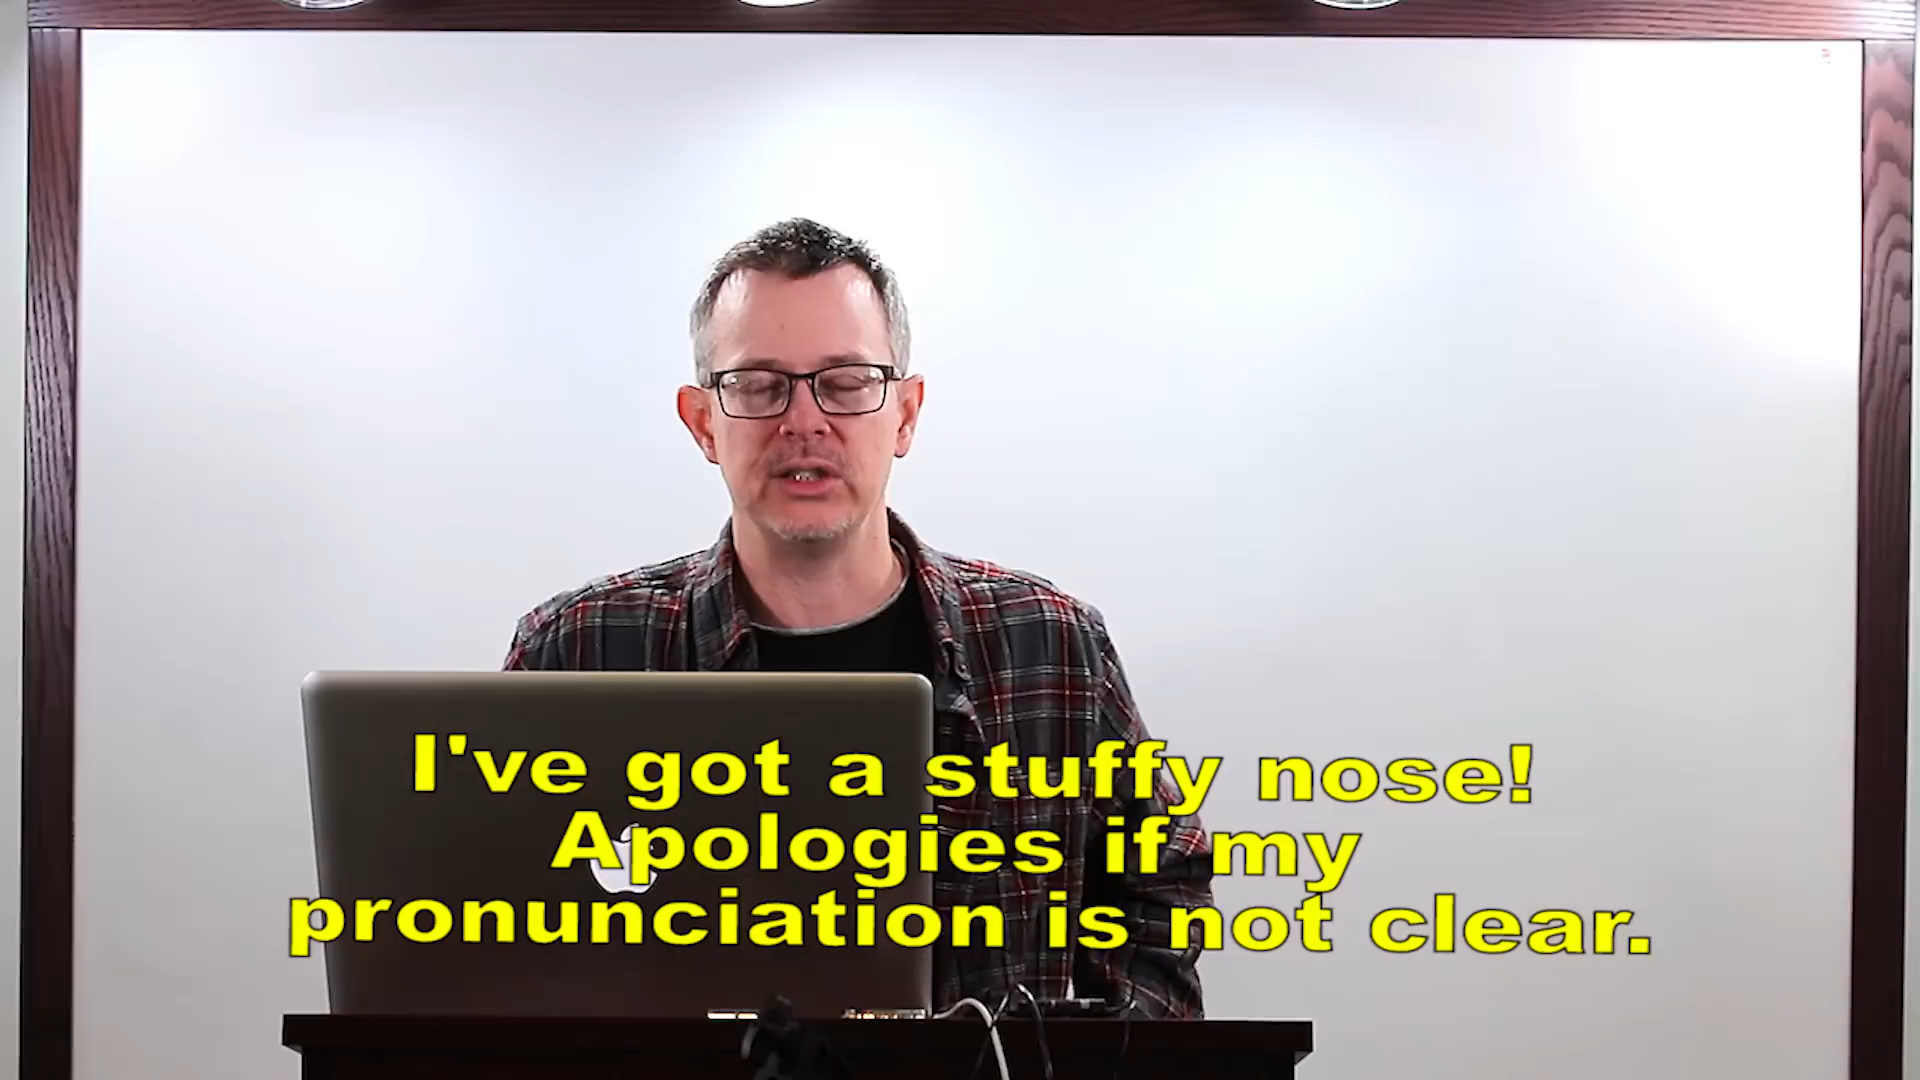 I've got a stuffy nose!
Apologies if my
pronunciation is not clear.